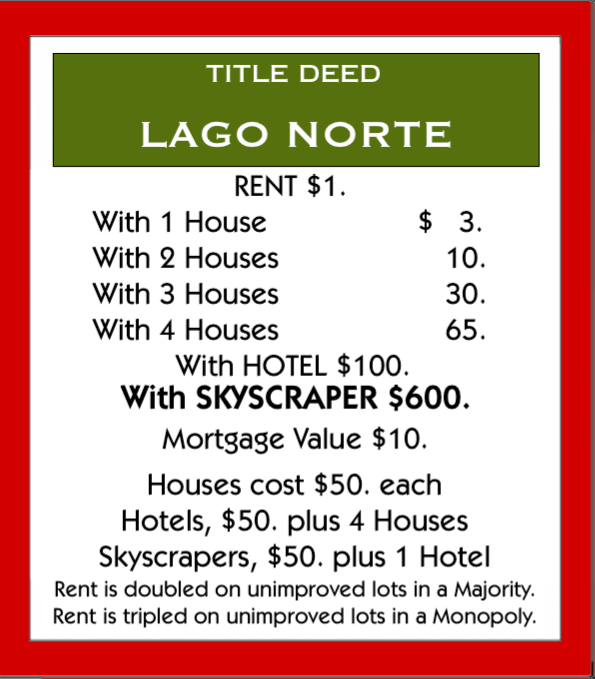 TITLE DEED
LAGO NORTE
RENT $1.
With 1 House $ 3.
With 2 Houses 10.
With 3 Houses 30.
With 4 Houses 65.
With HOTEL $100.
With SKYSCRAPER $600.
Mortgage Value $10.
Houses cost $50. each
Hotels, $50. plus 4 Houses
Skyscrapers, $50. plus 1 Hotel
Rent is doubled on unimproved lots in a Majority.
Rent is tripled on unimproved lots in a Monopoly.